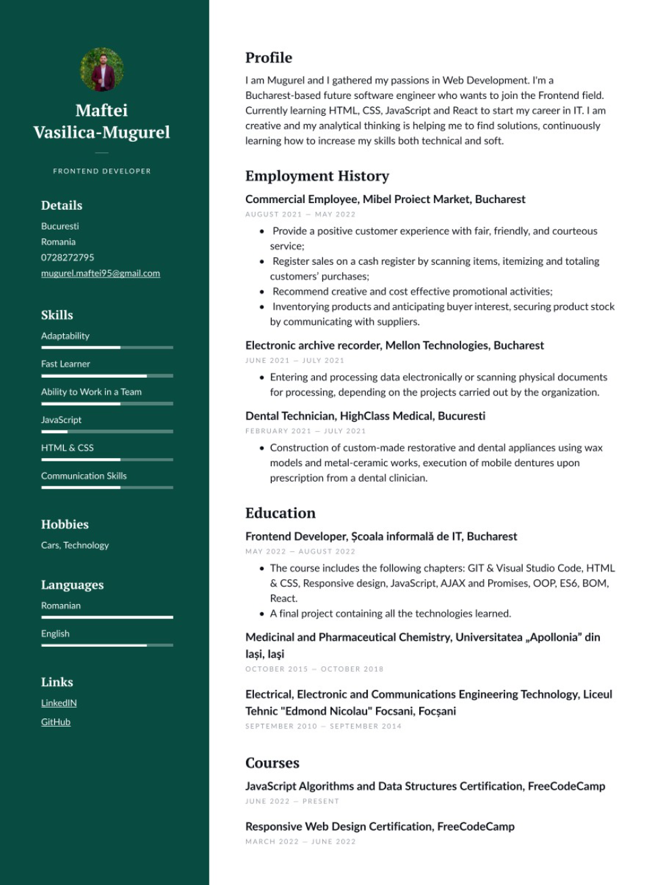 Maftei
Vasilica-Mugurel
FRONTEND DEVELOPER
Details
Bucuresti
Romania
0728272795
mugurel.maftei95@gmail.com
Skills
Adaptability
Fast Learner
Ability to Work in a Team
JavaScript
HTML & CSS
Communication Skills
Hobbies
Cars, Technology
Languages
Romanian
English
Links
LinkedIN
GitHub
Profile
I am Mugurel and I gathered my passions in Web Development. I'm a
Bucharest-based future software engineer who wants to join the Frontend field.
Currently learning HTML, CSS, JavaScript and React to start my career in IT. I am
creative and my analytical thinking is helping me to find solutions, continuously
learning how to increase my skills both technical and soft.
Employment History
Commercial Employee, Mibel Proiect Market, Bucharest
AUGUST 2021 — MAY 2022
• Provide a positive customer experience with fair, friendly, and courteous
service;
• Register sales on a cash register by scanning items, itemizing and totaling
customers' purchases;
• Recommend creative and cost effective promotional activities;
• Inventorying products and anticipating buyer interest, securing product stock
by communicating with suppliers.
Electronic archive recorder, Mellon Technologies, Bucharest
JUNE 2021 — JULY 2021
• Entering and processing data electronically or scanning physical documents
for processing, depending on the projects carried out by the organization.
Dental Technician, HighClass Medical, Bucuresti
FEBRUARY 2021 — JULY 2021
• Construction of custom-made restorative and dental appliances using wax
models and metal-ceramic works, execution of mobile dentures upon
prescription from a dental clinician.
Education
Frontend Developer, Școala informală de IT, Bucharest
MAY 2022 — AUGUST 2022
• The course includes the following chapters: GIT & Visual Studio Code, HTML
& CSS, Responsive design, JavaScript, AJAX and Promises, OOP, ES6, BOM,
React.
• A final project containing all the technologies learned.
Medicinal and Pharmaceutical Chemistry, Universitatea „Apollonia” din
Iași, Iași
OCTOBER 2015 — OCTOBER 2018
Electrical, Electronic and Communications Engineering Technology, Liceul
Tehnic "Edmond Nicolau" Focsani, Focșani
SEPTEMBER 2010 — SEPTEMBER 2014
Courses
JavaScript Algorithms and Data Structures Certification, FreeCodeCamp
JUNE 2022 — PRESENT
Responsive Web Design Certification, FreeCodeCamp
MARCH 2022 — JUNE 2022